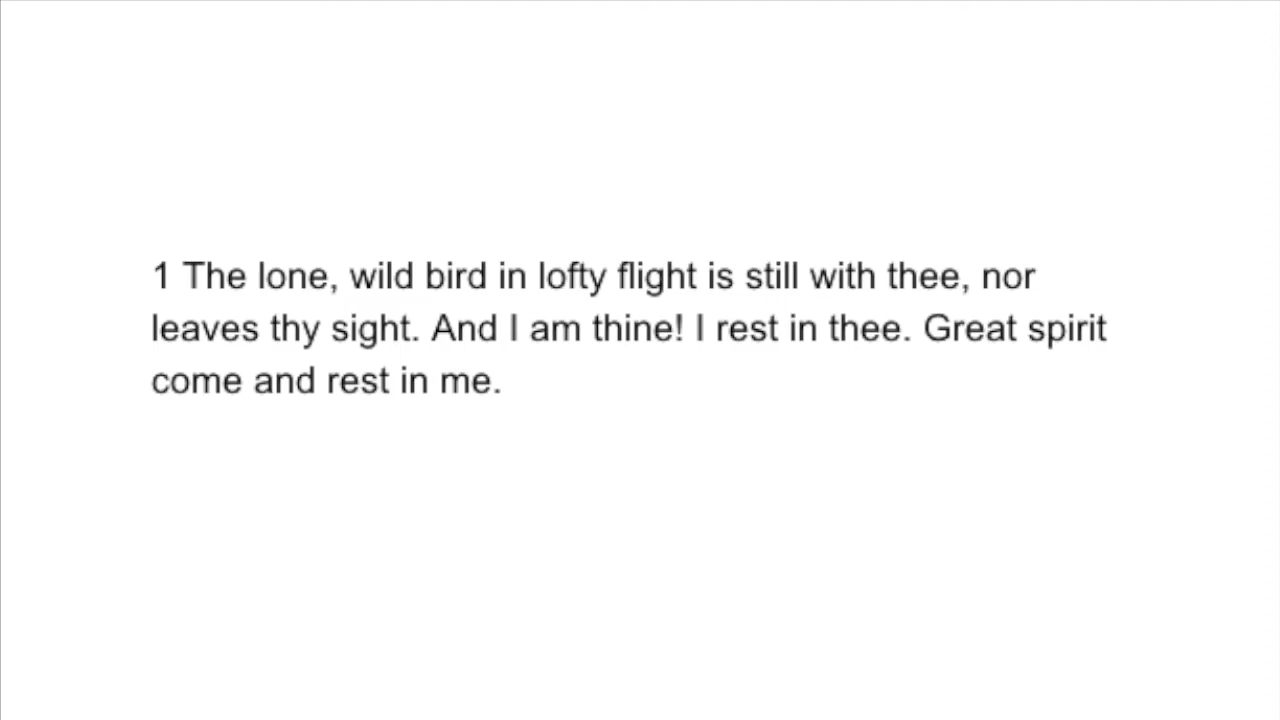 1 The lone, wild bird in lofty flight is still with thee, nor
leaves thy sight. And I am thine! I rest in thee. Great spirit
come and rest in me.